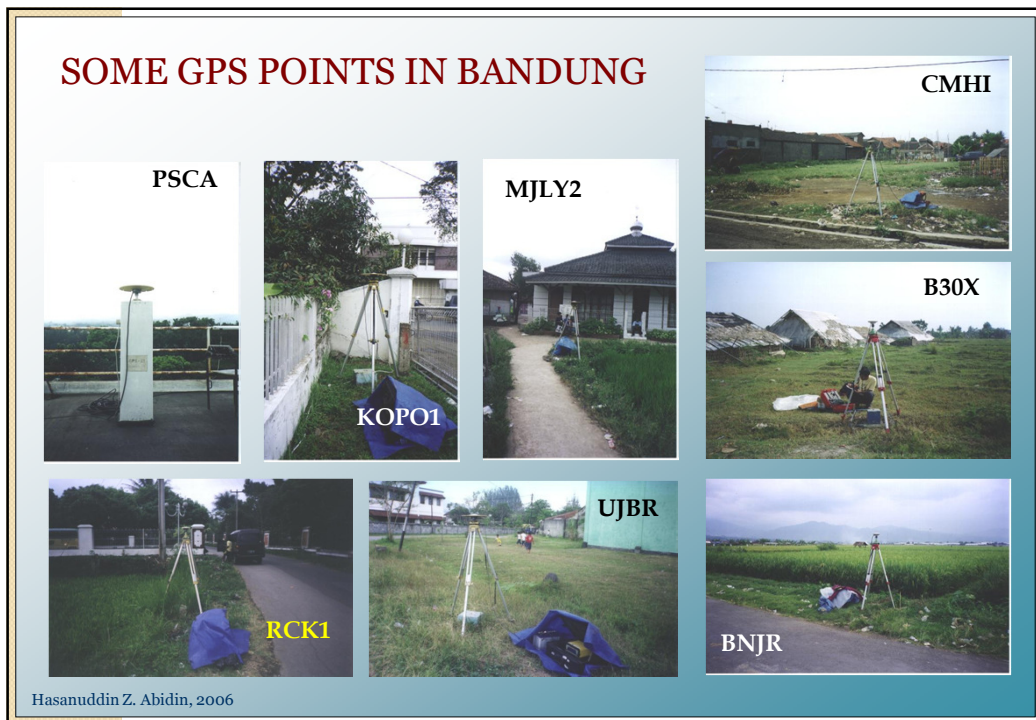 SOME GPS POINTS IN BANDUNG
CMHI
PSCA
KOPO1
MJLY2
B30X
RCK1
UJBR
BNJR
Hasanuddin Z. Abidin, 2006